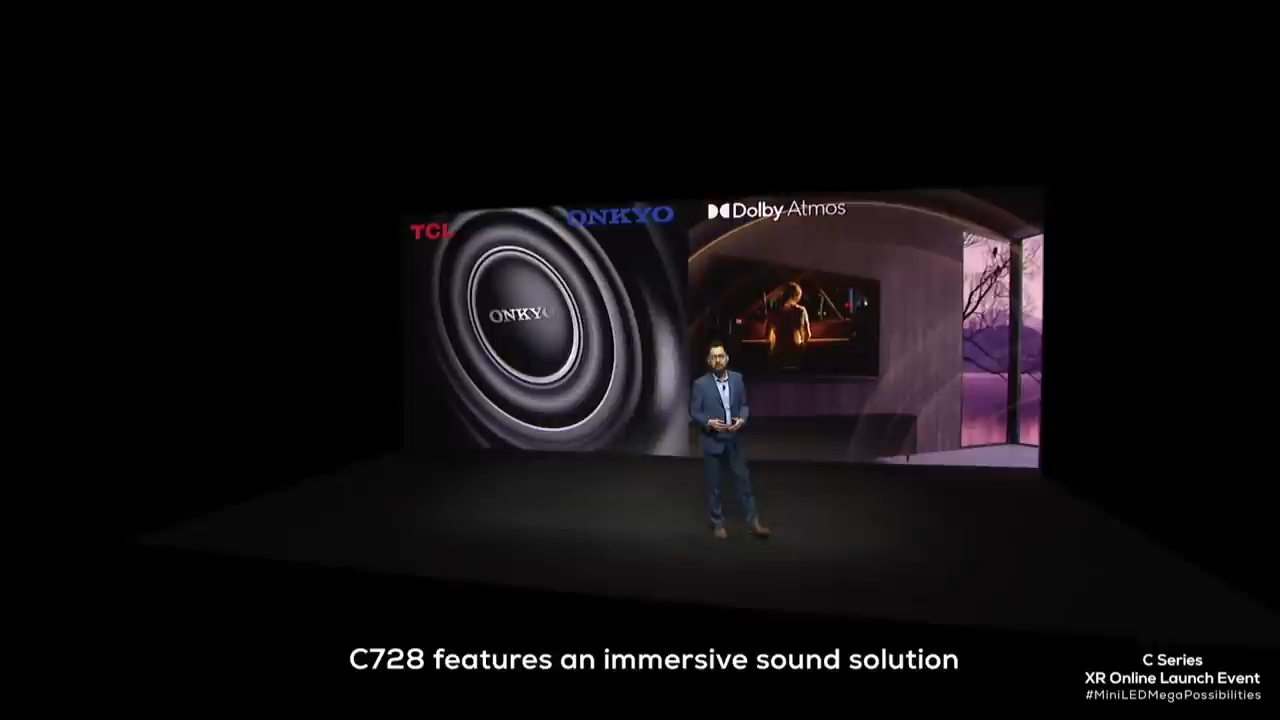 TCL
ONKYO
Dolby Atmos
ONKYO
C728 features an immersive sound solution
C Series
XR Online Launch Event
#MiniLEDMegaPossibilities